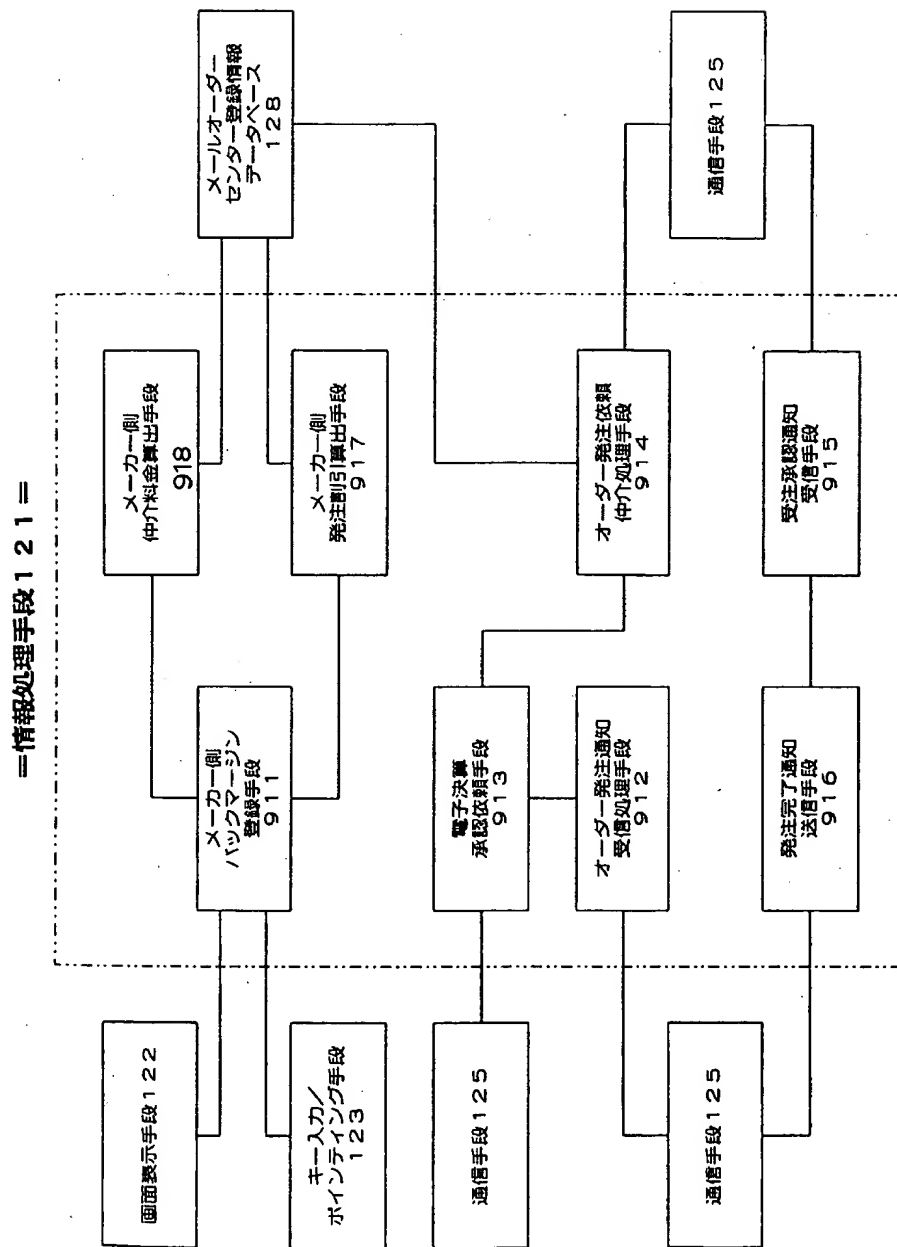 =情報処理手段121=
画面表示手段122
キー入力/
ポインティング手段
123
通信手段125
通信手段125
メーカー側
バックマージン
登録手段
911
電子決算
承認依頼手段
913
オーダー発注通知
受信処理手段
912
発注完了通知
送信手段
916
メーカー側
仲介料金算出手段
918
メーカー側
発注割引算出手段
917
オーダー発注依頼
仲介処理手段
914
受注承認通知
受信手段
915
メールオーダー
センター登録情報
データベース
128
通信手段125